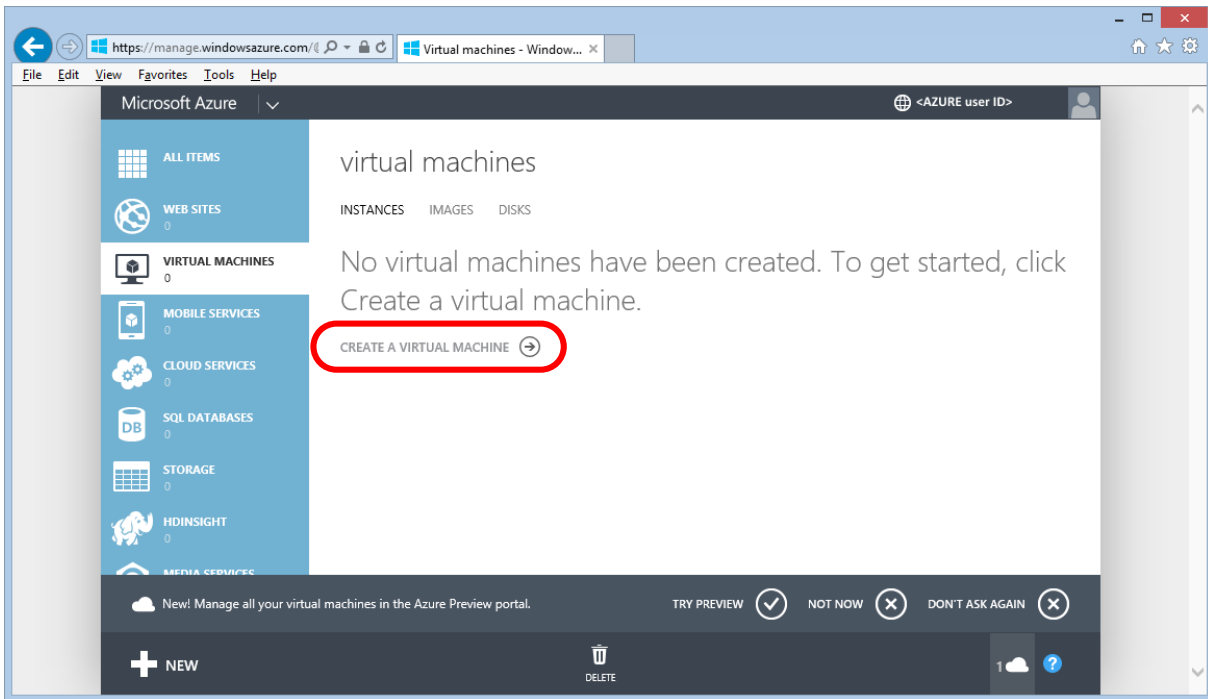 https://manage.windowsazure.com/
Virtual machines - Window...
File Edit View Favorites Tools Help
Microsoft Azure
<AZURE user ID>
ALL ITEMS
WEB SITES
0
VIRTUAL MACHINES
0
MOBILE SERVICES
0
CLOUD SERVICES
0
DB
SQL DATABASES
0
STORAGE
0
HDINSIGHT
0
MEDIA SERVICES
virtual machines
INSTANCES IMAGES DISKS
No virtual machines have been created. To get started, click
Create a virtual machine.
CREATE A VIRTUAL MACHINE
New! Manage all your virtual machines in the Azure Preview portal.
TRY PREVIEW NOT NOW DON'T ASK AGAIN
NEW
DELETE
1
?